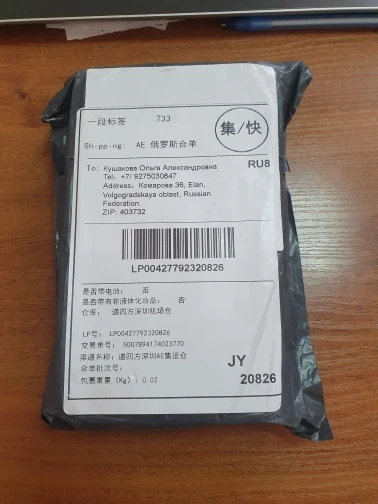 一段标签 733
集/快
Shipping: AE 俄罗斯合单
To: Кушакова Ольга Александровна
RU8
Tel: +7/ 9275030847
Address: Комарова 36, Elan,
Volgogradskaya oblast, Russian
Federation
ZIP: 403732
LP00427792320826
是否带电池: 否
是否带有非液体化妆品: 否
仓库: 递四方深圳机场仓
LP号: LP00427792320826
交易单号: 5007894174023770
渠道名称: 递四方深圳AE集运仓
合单批次号:
JY
包裹重量 (Kg): 0.02
20826